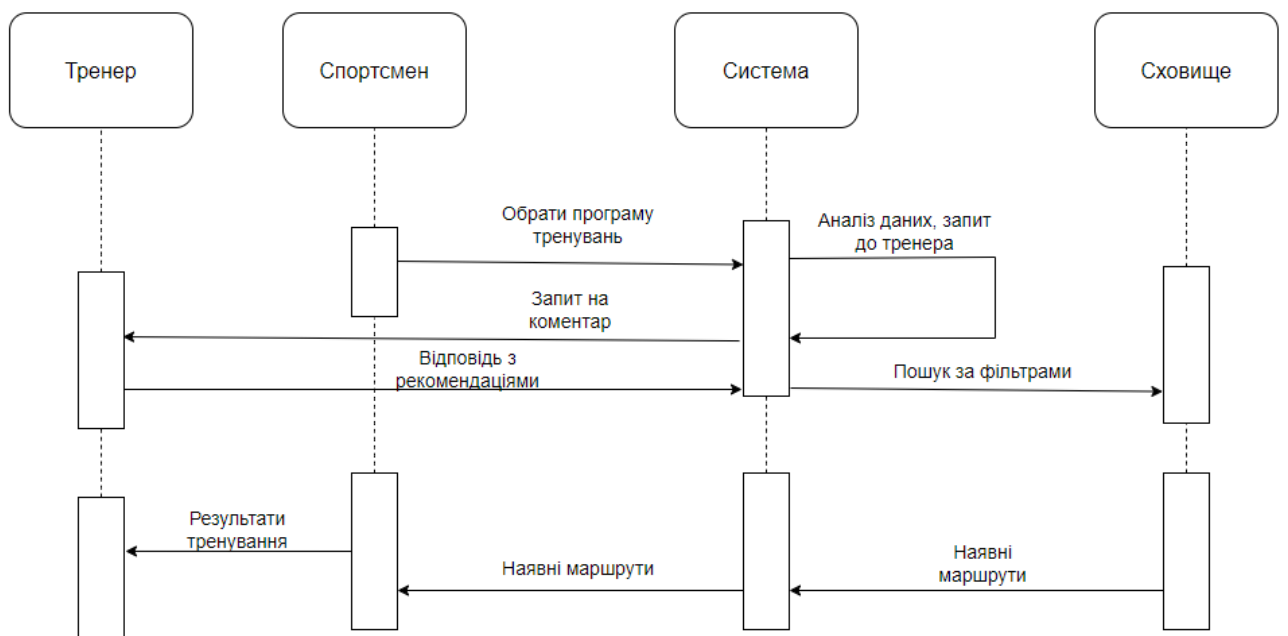 Тренер
Спортсмен
Система
Сховище
Обрати програму
тренувань
Аналіз даних, запит
до тренера
Запит на
коментар
Відповідь з
рекомендаціями
Пошук за фільтрами
Результати
тренування
Наявні маршрути
Наявні
маршрути